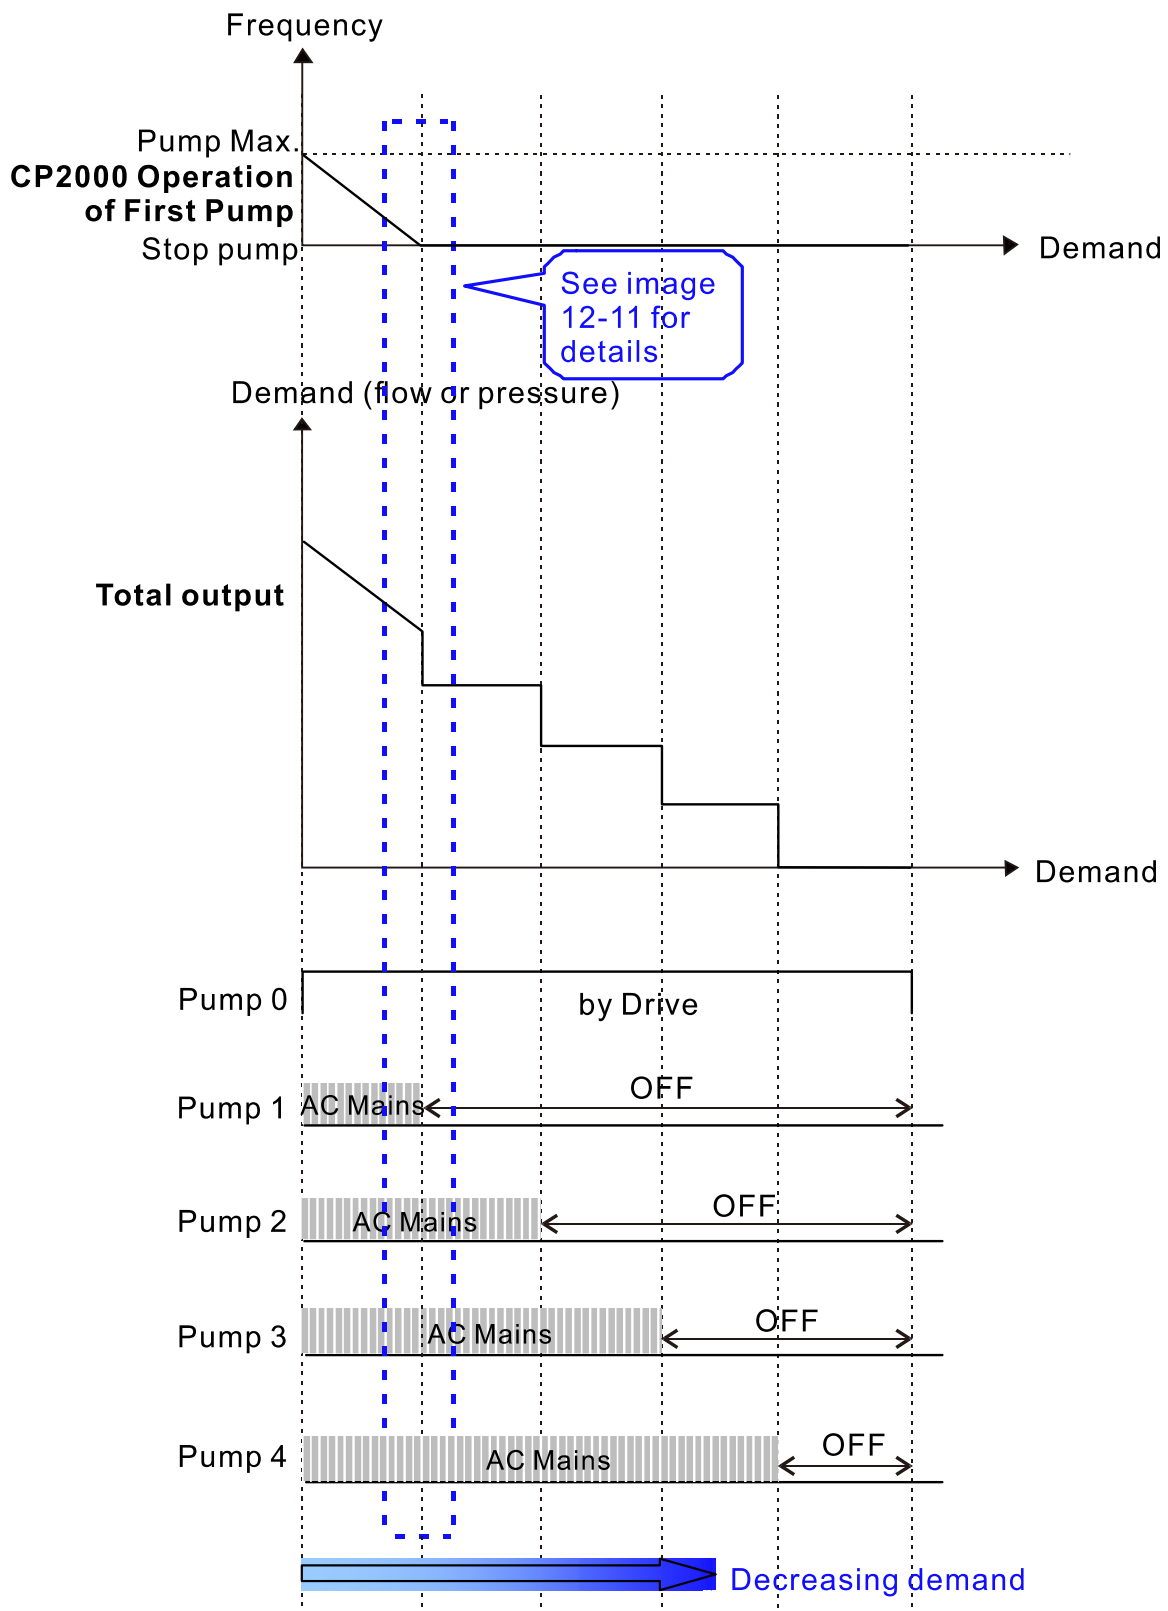 Frequency
Pump Max.
CP2000 Operation
of First Pump
Stop pump
Demand
See image
12-11 for
details
Demand (flow or pressure)
Total output
Demand
Pump 0
by Drive
Pump 1
AC Mains
OFF
Pump 2
AC Mains
OFF
Pump 3
AC Mains
OFF
Pump 4
AC Mains
OFF
Decreasing demand